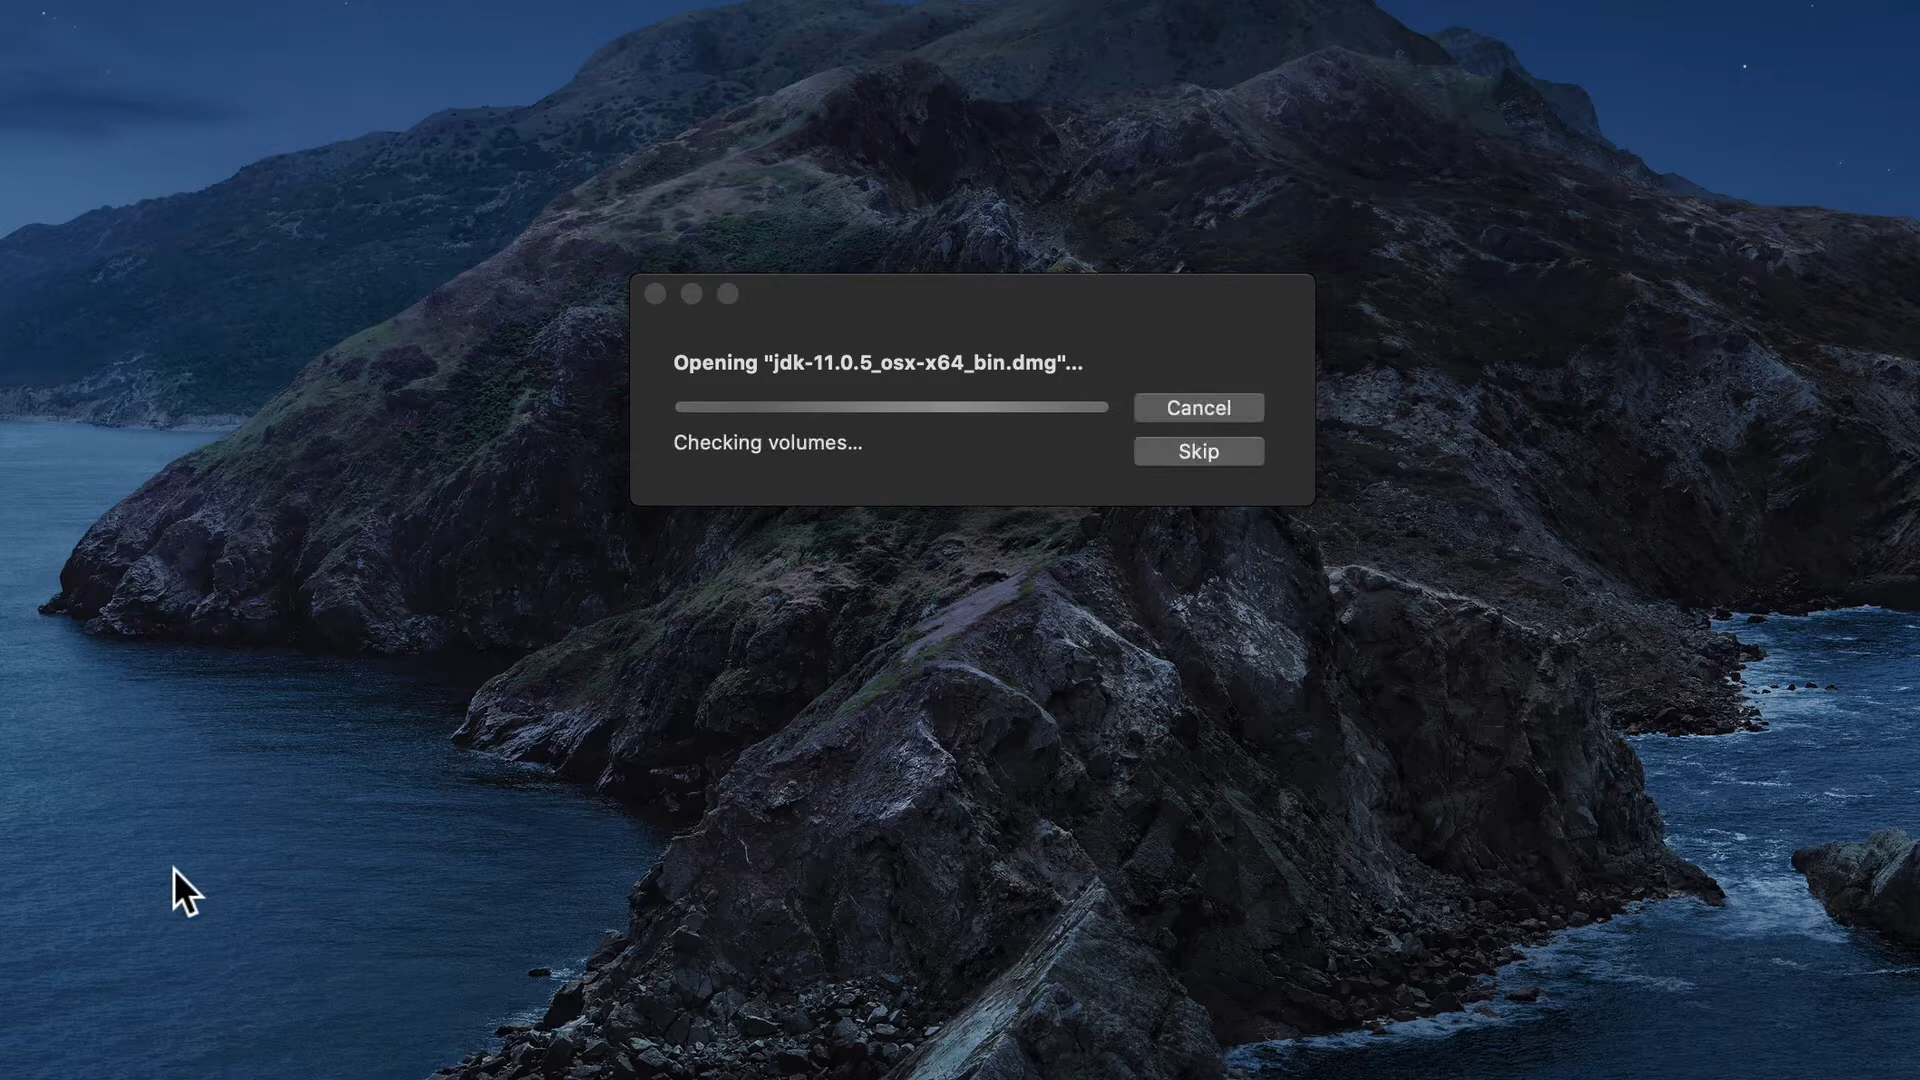 Opening "jdk-11.0.5_osx-x64_bin.dmg"...
Cancel
Checking volumes...
Skip